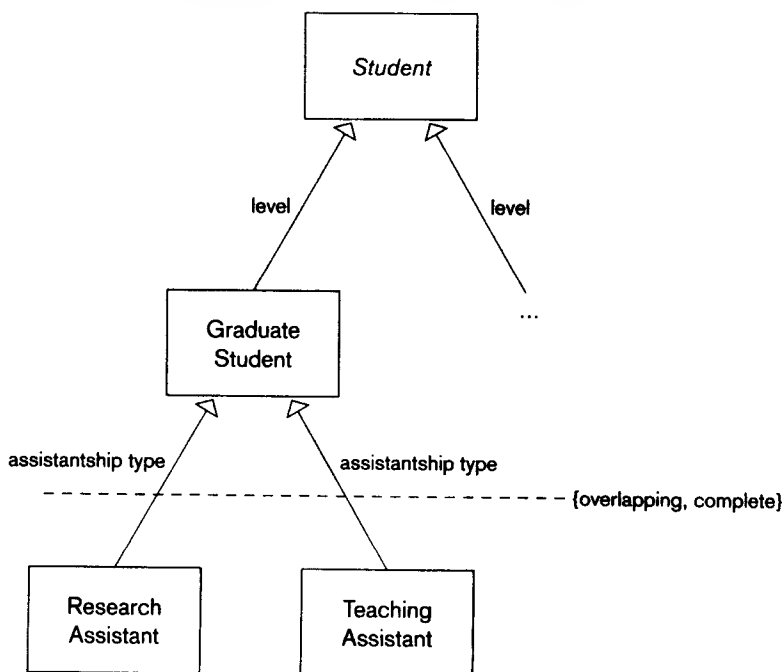 Student
level
level
Graduate
Student
...
assistantship type
assistantship type
{overlapping, complete}
Research
Assistant
Teaching
Assistant